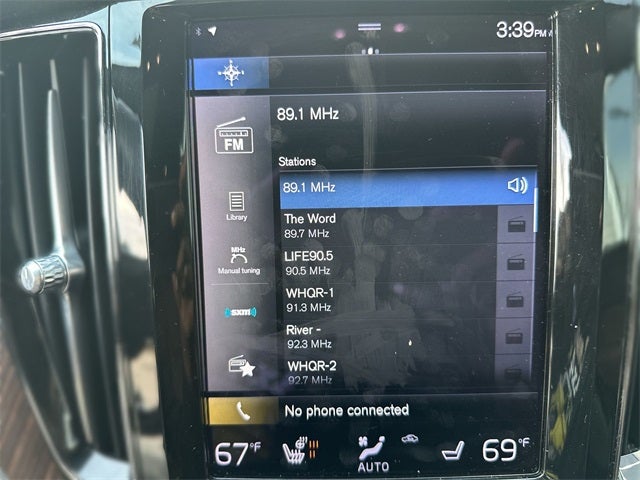 3:39PM
89.1 MHz
FM
Stations
89.1 MHz
Library
The Word
89.7 MHz
MHz
Manual tuning
LIFE90.5
90.5 MHz
WHQR-1
91.3 MHz
sxm
River -
92.3 MHz
WHQR-2
92.7 MHz
No phone connected
67°F
AUTO
69°F